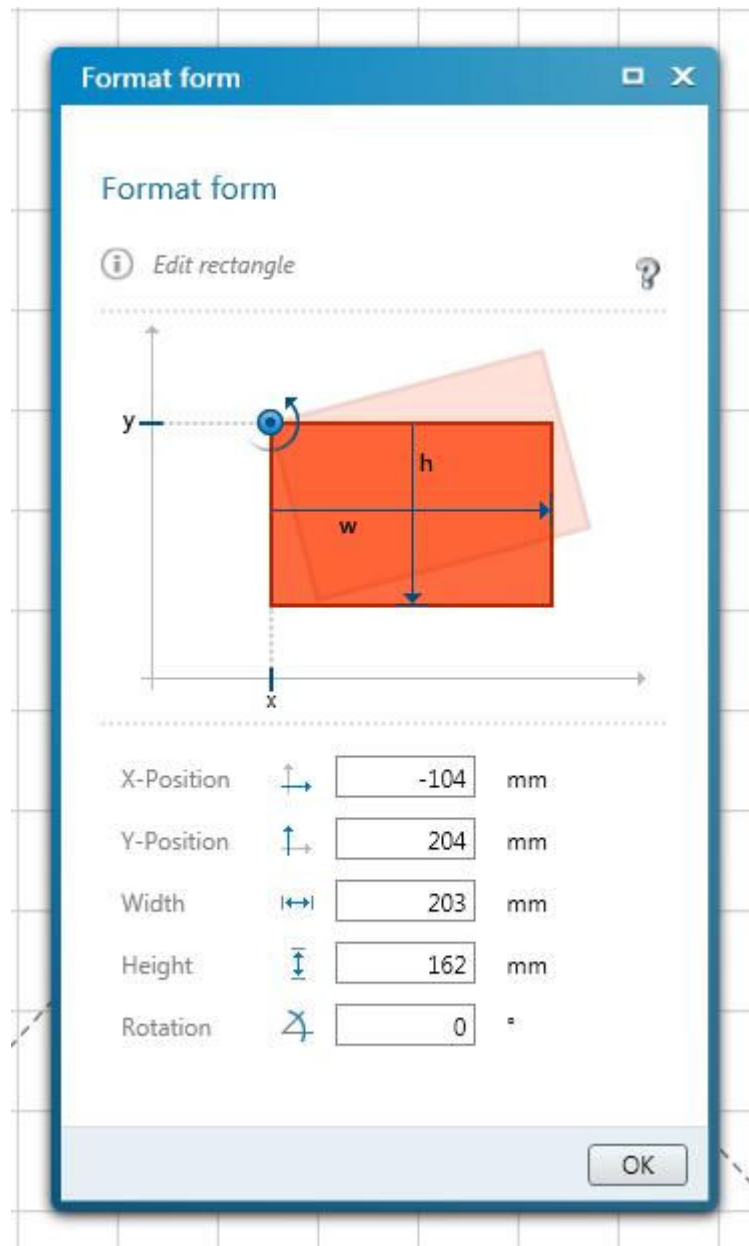 Format form
Format form
Edit rectangle
y
h
w
x
X-Position -104 mm
Y-Position 204 mm
Width 203 mm
Height 162 mm
Rotation 0 °
OK